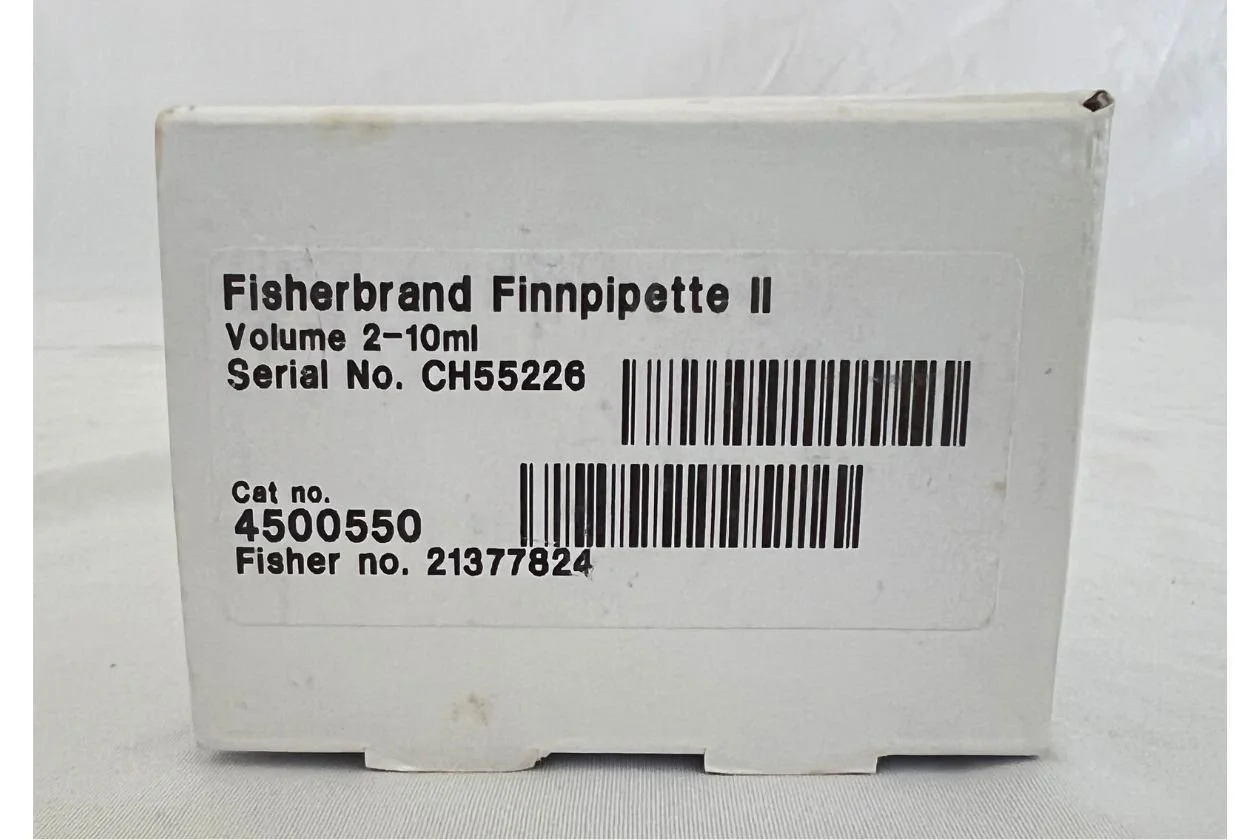 Fisherbrand Finnpipette II
Volume 2-10ml
Serial No. CH55226
Cat no.
4500550
Fisher no. 21377824